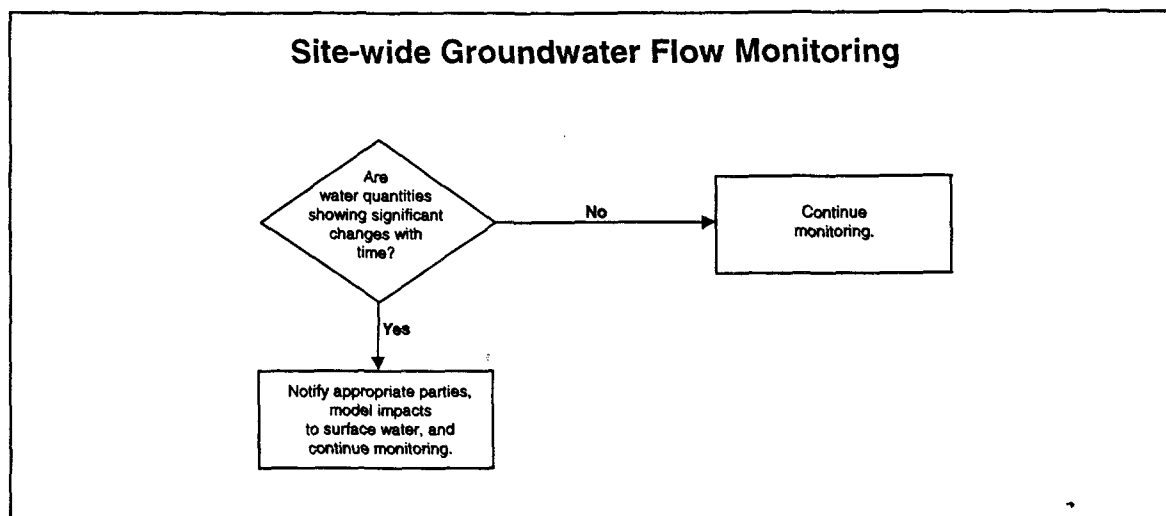 Site-wide Groundwater Flow Monitoring
Are
water quantities
showing significant
changes with
time?
No
Continue
monitoring.
Yes
Notify appropriate parties,
model impacts
to surface water, and
continue monitoring.